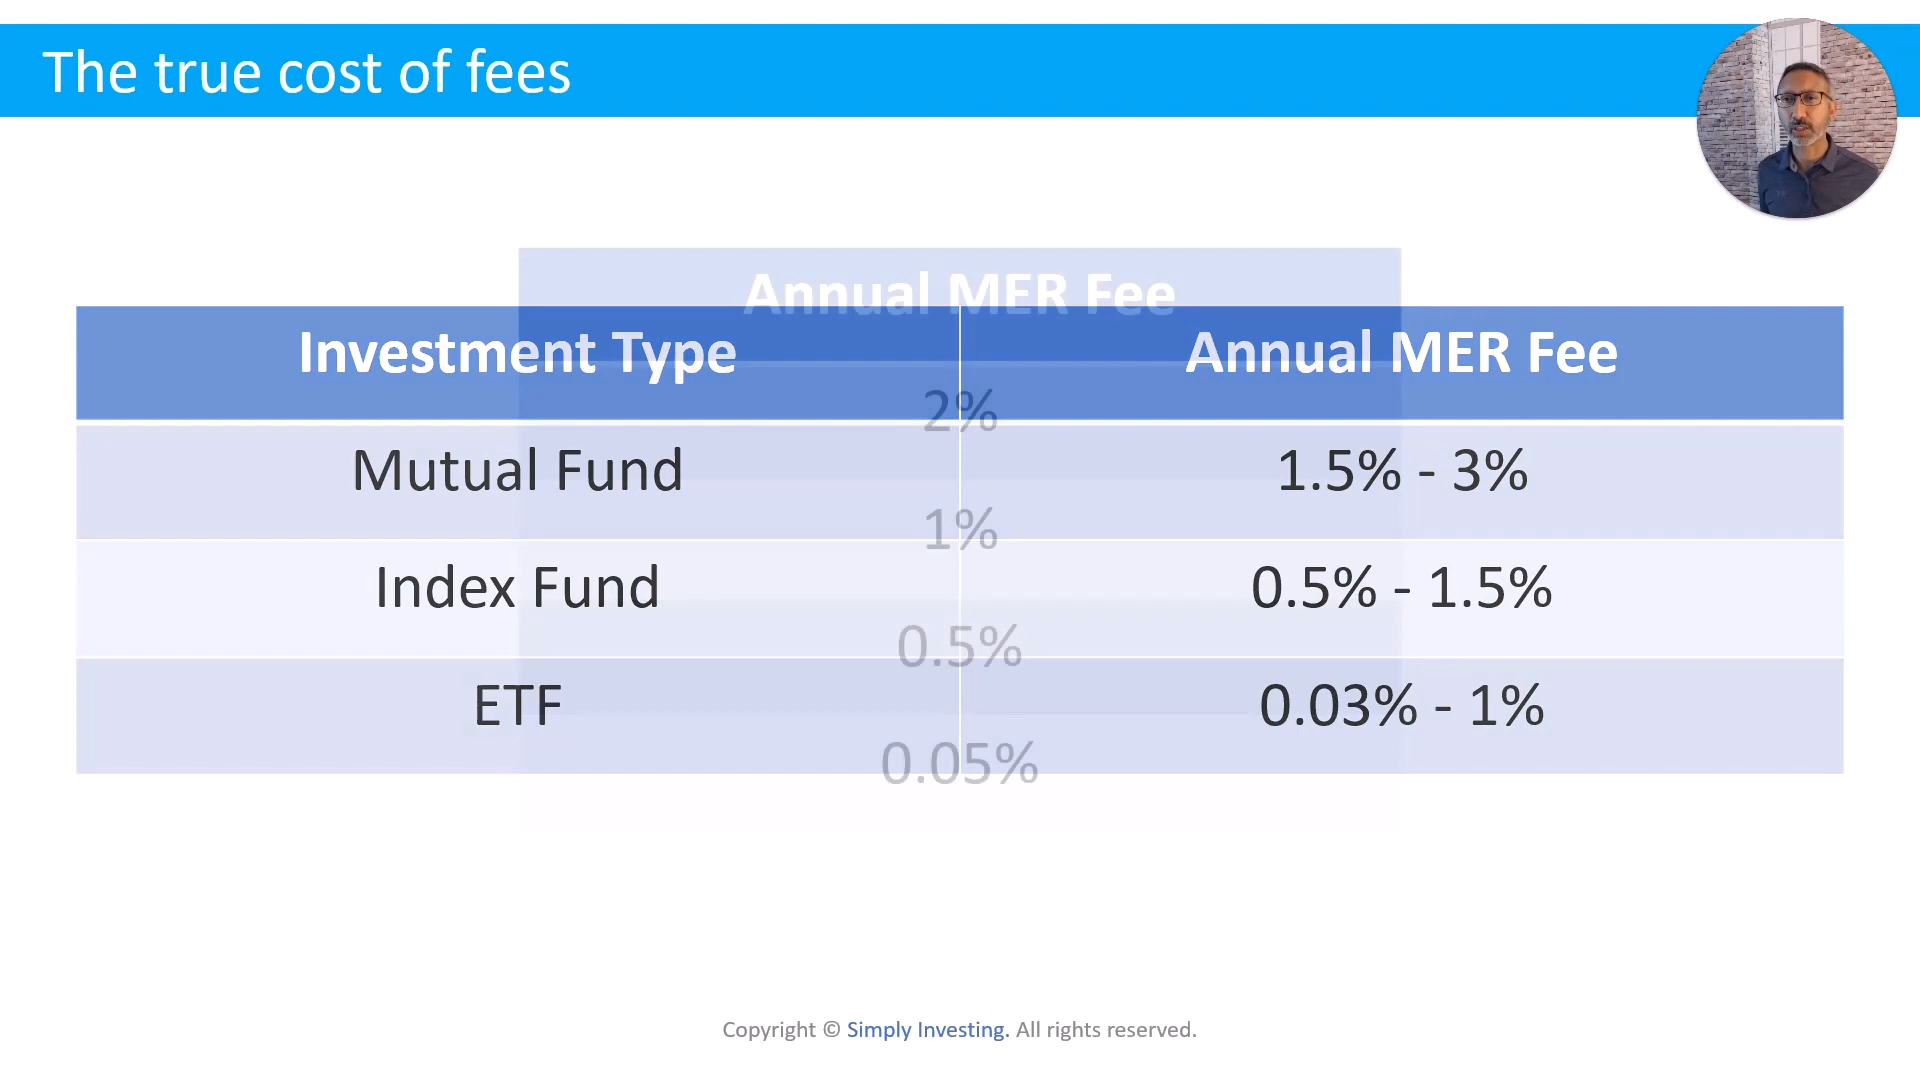 The true cost of fees
Annual MER Fee
Investment Type Annual MER Fee
2%
Mutual Fund 1.5% - 3%
1%
Index Fund 0.5% - 1.5%
0.5%
ETF 0.03% - 1%
0.05%
Copyright © Simply Investing. All rights reserved.